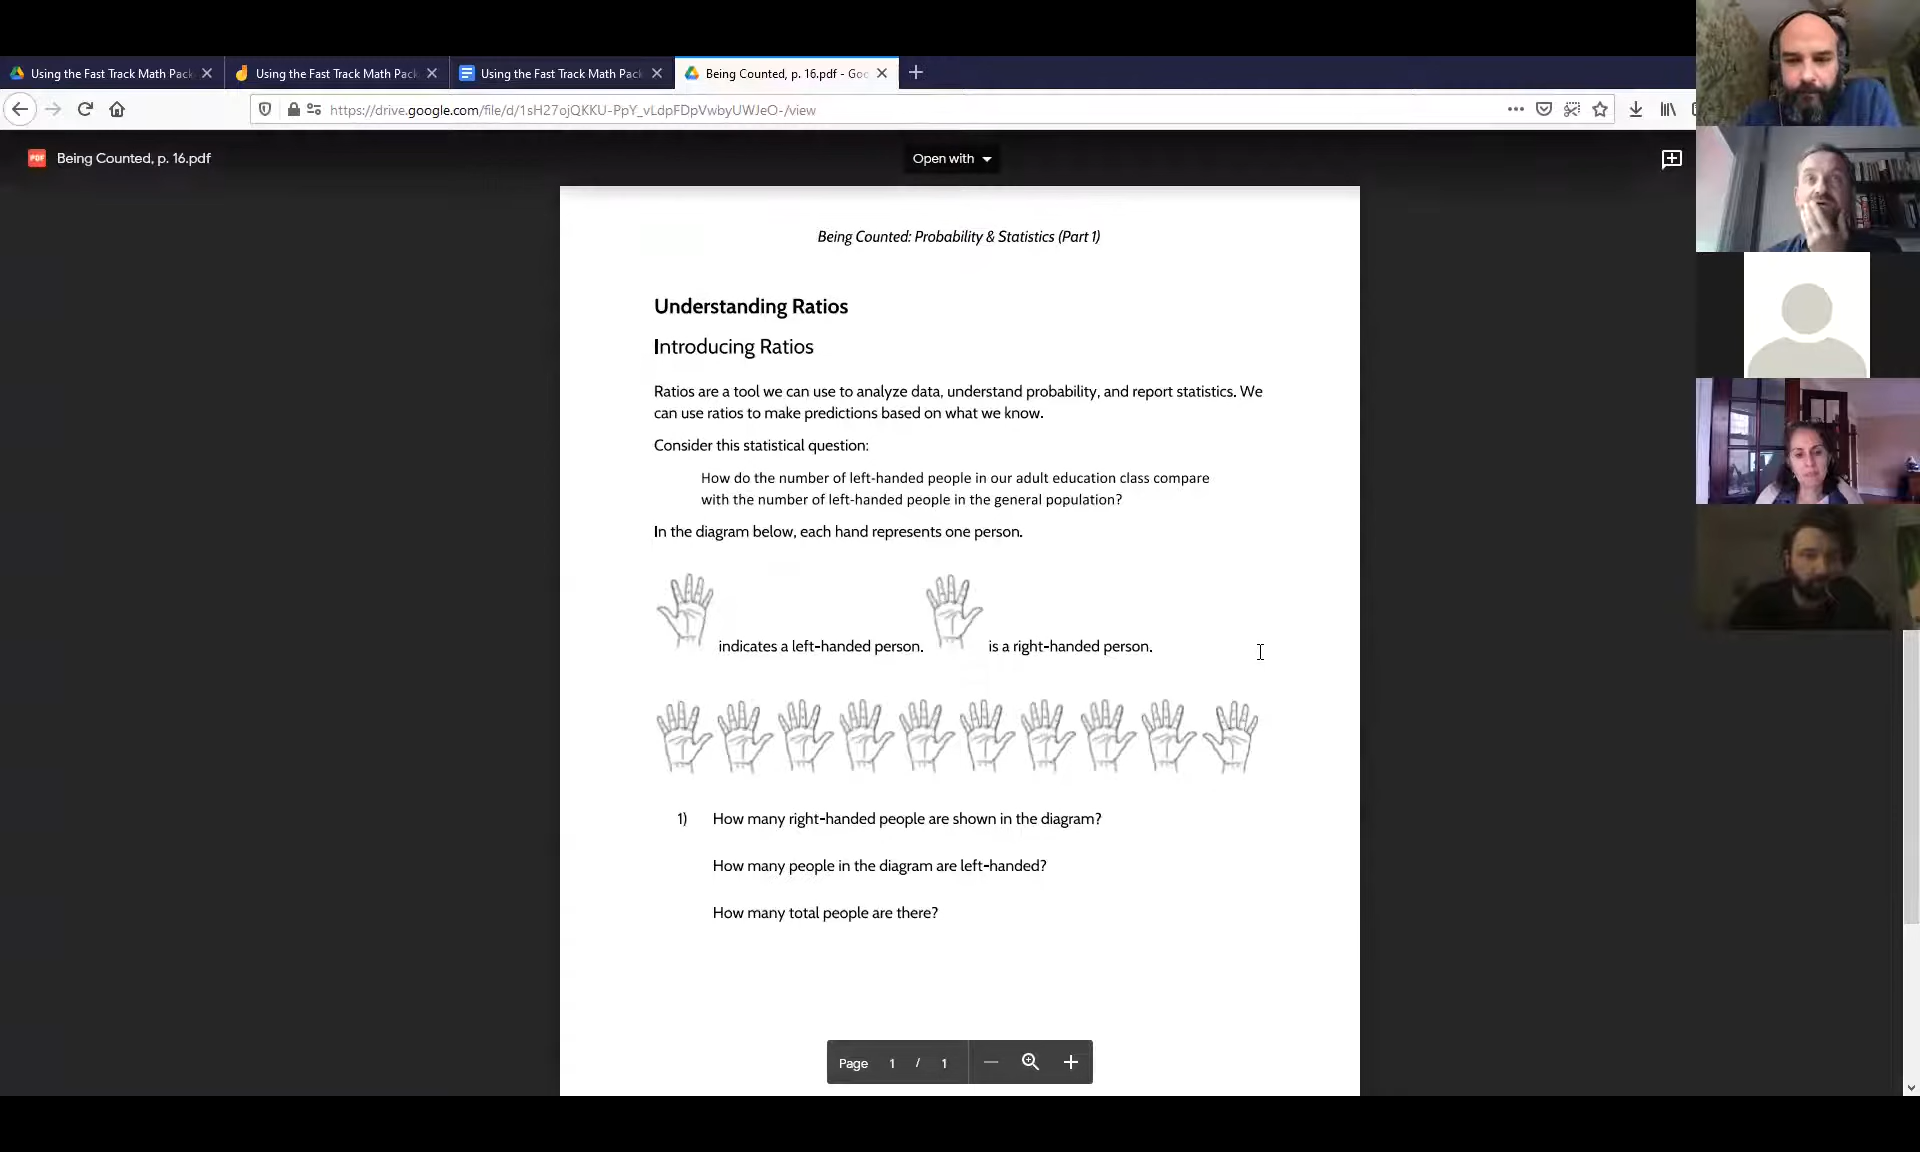 Using the Fast Track Math Pack
Using the Fast Track Math Pack
Using the Fast Track Math Pack
Being Counted, p. 16.pdf - Goo
https://drive.google.com/file/d/1sH27ojQKKU-PpY_vLdpFDpVwbyUWJeO-/view
PDF
Being Counted, p. 16.pdf
Open with
Being Counted: Probability & Statistics (Part 1)
Understanding Ratios
Introducing Ratios
Ratios are a tool we can use to analyze data, understand probability, and report statistics. We
can use ratios to make predictions based on what we know.
Consider this statistical question:
How do the number of left-handed people in our adult education class compare
with the number of left-handed people in the general population?
In the diagram below, each hand represents one person.
indicates a left-handed person. is a right-handed person.
1) How many right-handed people are shown in the diagram?
How many people in the diagram are left-handed?
How many total people are there?
Page 1 / 1